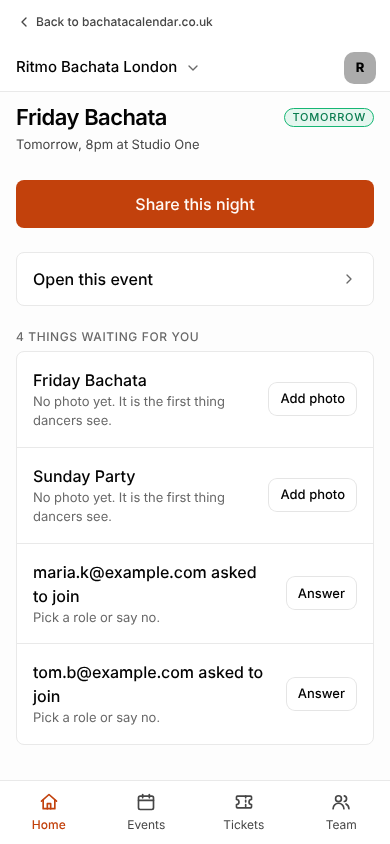 Back to bachatacalendar.co.uk
Ritmo Bachata London
R
Friday Bachata
TOMORROW
Tomorrow, 8pm at Studio One
Share this night
Open this event
4 THINGS WAITING FOR YOU
Friday Bachata
No photo yet. It is the first thing
dancers see.
Add photo
Sunday Party
No photo yet. It is the first thing
dancers see.
Add photo
maria.k@example.com asked
to join
Pick a role or say no.
Answer
tom.b@example.com asked to
join
Pick a role or say no.
Answer
Home
Events
Tickets
Team